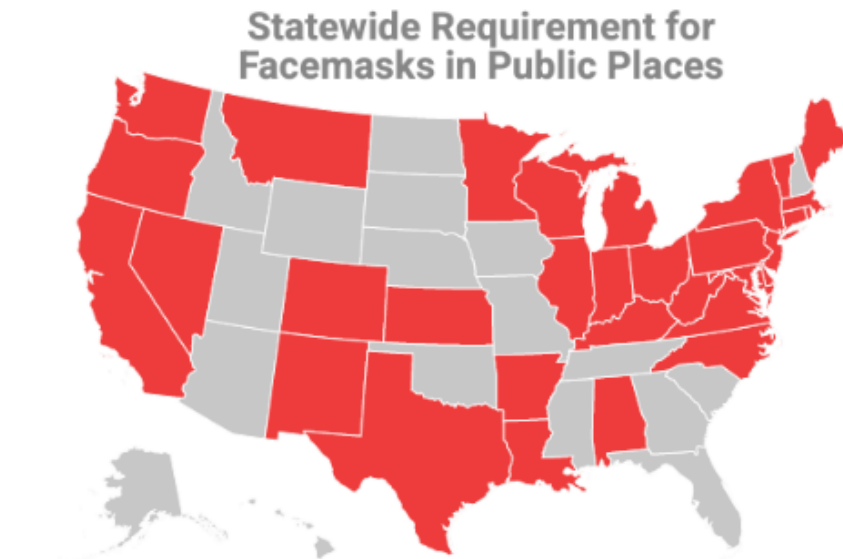 Statewide Requirement for
Facemasks in Public Places